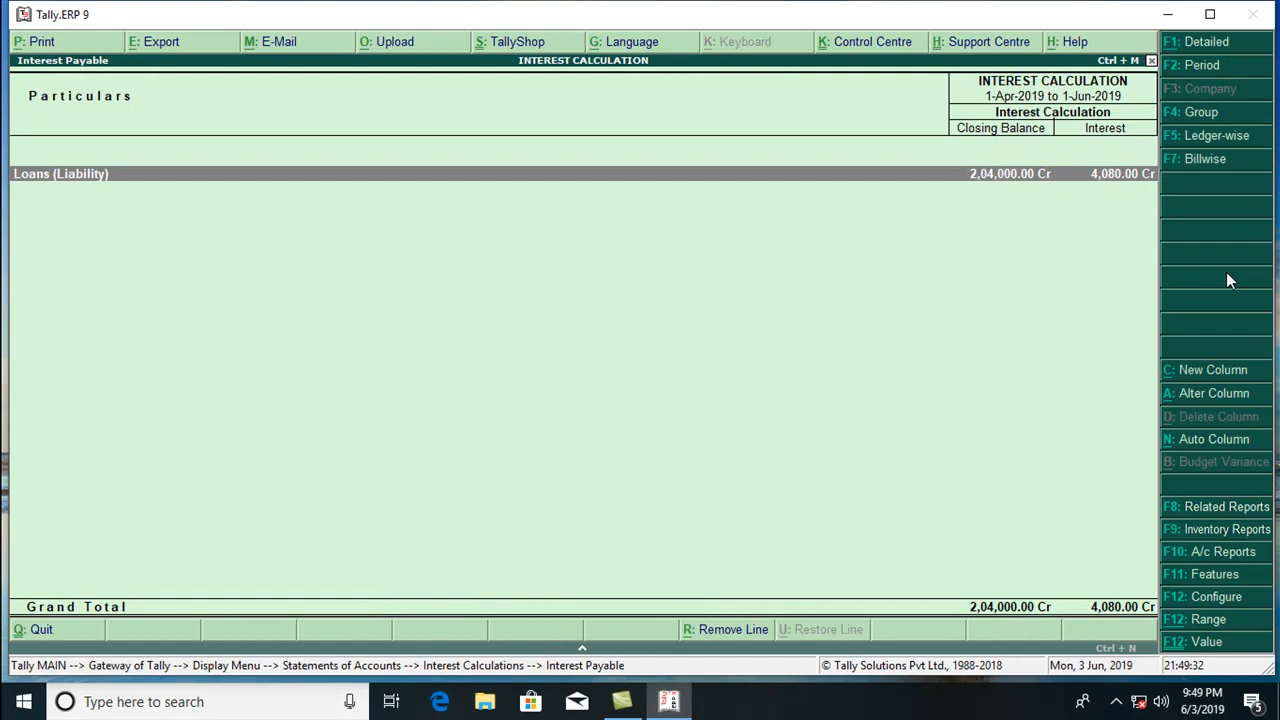 Tally.ERP 9
P: Print E: Export M: E-Mail O: Upload S: TallyShop G: Language K: Keyboard K: Control Centre H: Support Centre H: Help
Interest Payable INTEREST CALCULATION Ctrl + M
Particulars
INTEREST CALCULATION
1-Apr-2019 to 1-Jun-2019
Interest Calculation
Closing Balance Interest
Loans (Liability) 2,04,000.00 Cr 4,080.00 Cr
Grand Total 2,04,000.00 Cr 4,080.00 Cr
Q: Quit R: Remove Line U: Restore Line
Ctrl + N
Tally MAIN --> Gateway of Tally --> Display Menu --> Statements of Accounts --> Interest Calculations --> Interest Payable © Tally Solutions Pvt Ltd., 1988-2018 Mon, 3 Jun, 2019 21:49:32
F1: Detailed
F2: Period
F3: Company
F4: Group
F5: Ledger-wise
F7: Billwise
C: New Column
A: Alter Column
D: Delete Column
N: Auto Column
B: Budget Variance
F8: Related Reports
F9: Inventory Reports
F10: A/c Reports
F11: Features
F12: Configure
F12: Range
F12: Value
Type here to search
9:49 PM
6/3/2019
5